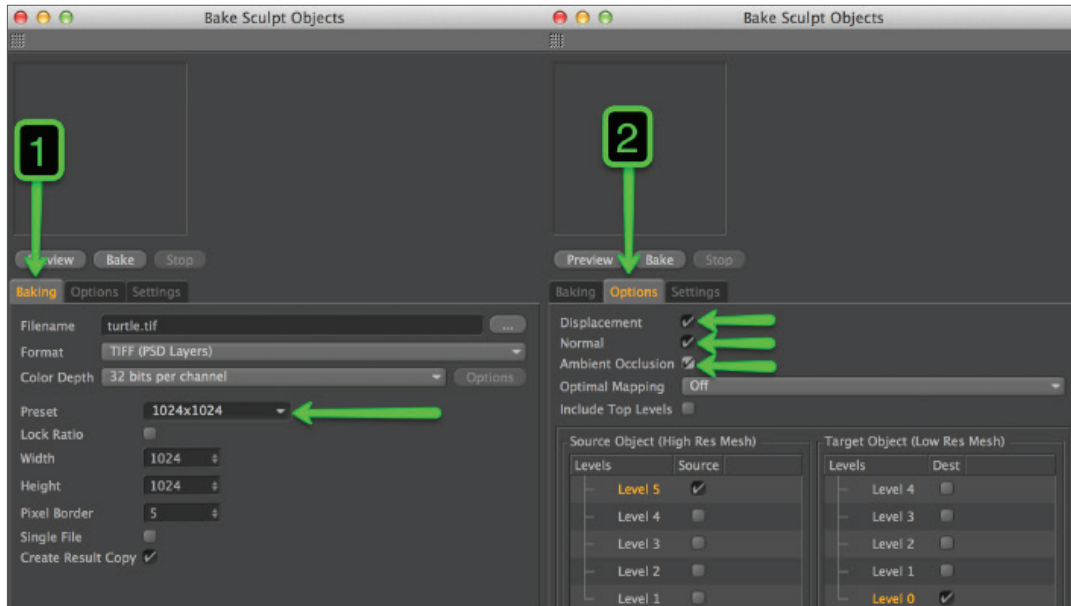 Bake Sculpt Objects
1
Preview Bake Stop
Baking Options Settings
Filename turtle.tif ...
Format TIFF (PSD Layers)
Color Depth 32 bits per channel Options
Preset 1024x1024
Lock Ratio
Width 1024
Height 1024
Pixel Border 5
Single File
Create Result Copy
Bake Sculpt Objects
2
Preview Bake Stop
Baking Options Settings
Displacement
Normal
Ambient Occlusion
Optimal Mapping Off
Include Top Levels
Source Object (High Res Mesh)
Levels Source
Level 5
Level 4
Level 3
Level 2
Level 1
Target Object (Low Res Mesh)
Levels Dest
Level 4
Level 3
Level 2
Level 1
Level 0